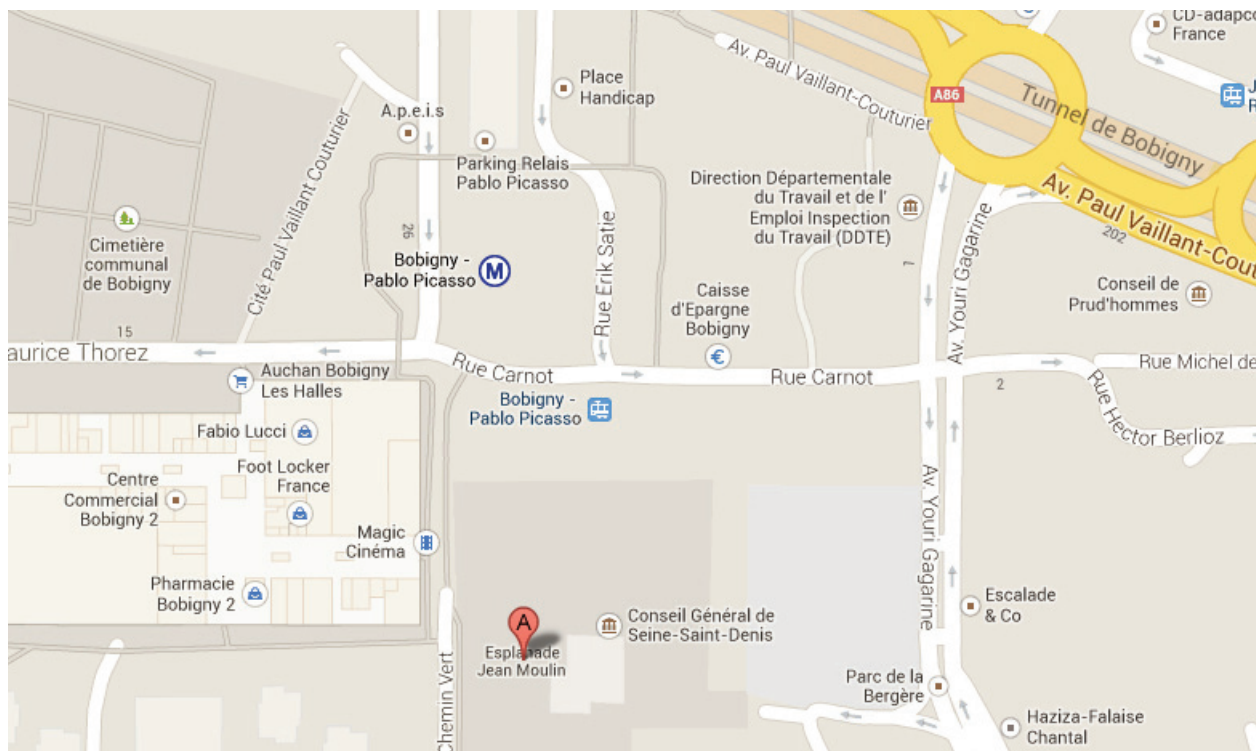 CD-adapco
France
Av. Paul Vaillant-Couturier
Place
Handicap
A86
Tunnel de Bobigny
A.p.e.i.s
Parking Relais
Pablo Picasso
Cité Paul Vaillant Couturier
Direction Départementale
du Travail et de l'
Emploi Inspection
du Travail (DDTE)
Av. Paul Vaillant-Coutu
202
Cimetière
communal
de Bobigny
26
Bobigny -
Pablo Picasso
M
Rue Erik Satie
1
Av. Youri Gagarine
Caisse
d'Epargne
Bobigny
€
Conseil de
Prud'hommes
15
aurice Thorez
Rue Carnot
Rue Carnot
2
Rue Michel de
Rue Hector Berlioz
Auchan Bobigny
Les Halles
Bobigny -
Pablo Picasso
Fabio Lucci
Foot Locker
France
Centre
Commercial
Bobigny 2
Magic
Cinéma
Av. Youri Gagarine
Pharmacie
Bobigny 2
A
Esplanade
Jean Moulin
Conseil Général de
Seine-Saint-Denis
Escalade
& Co
Chemin Vert
Parc de la
Bergère
Haziza-Falaise
Chantal